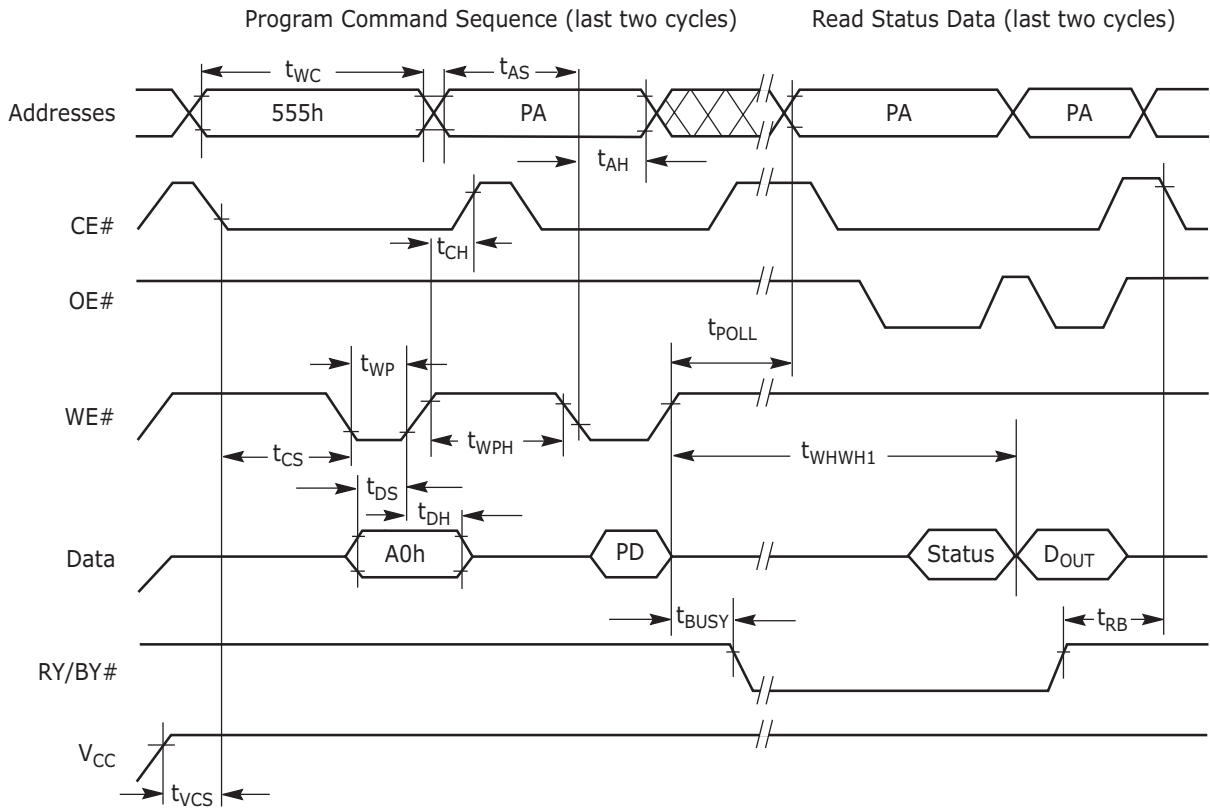 Program Command Sequence (last two cycles) Read Status Data (last two cycles)
tWC tAS
Addresses 555h PA PA PA
tAH
CE#
tCH
OE#
tPOLL
tWP
WE#
tWPH tWHWH1
tCS
tDS
tDH
Data A0h PD Status DOUT
tBUSY tRB
RY/BY#
VCC
tVCS